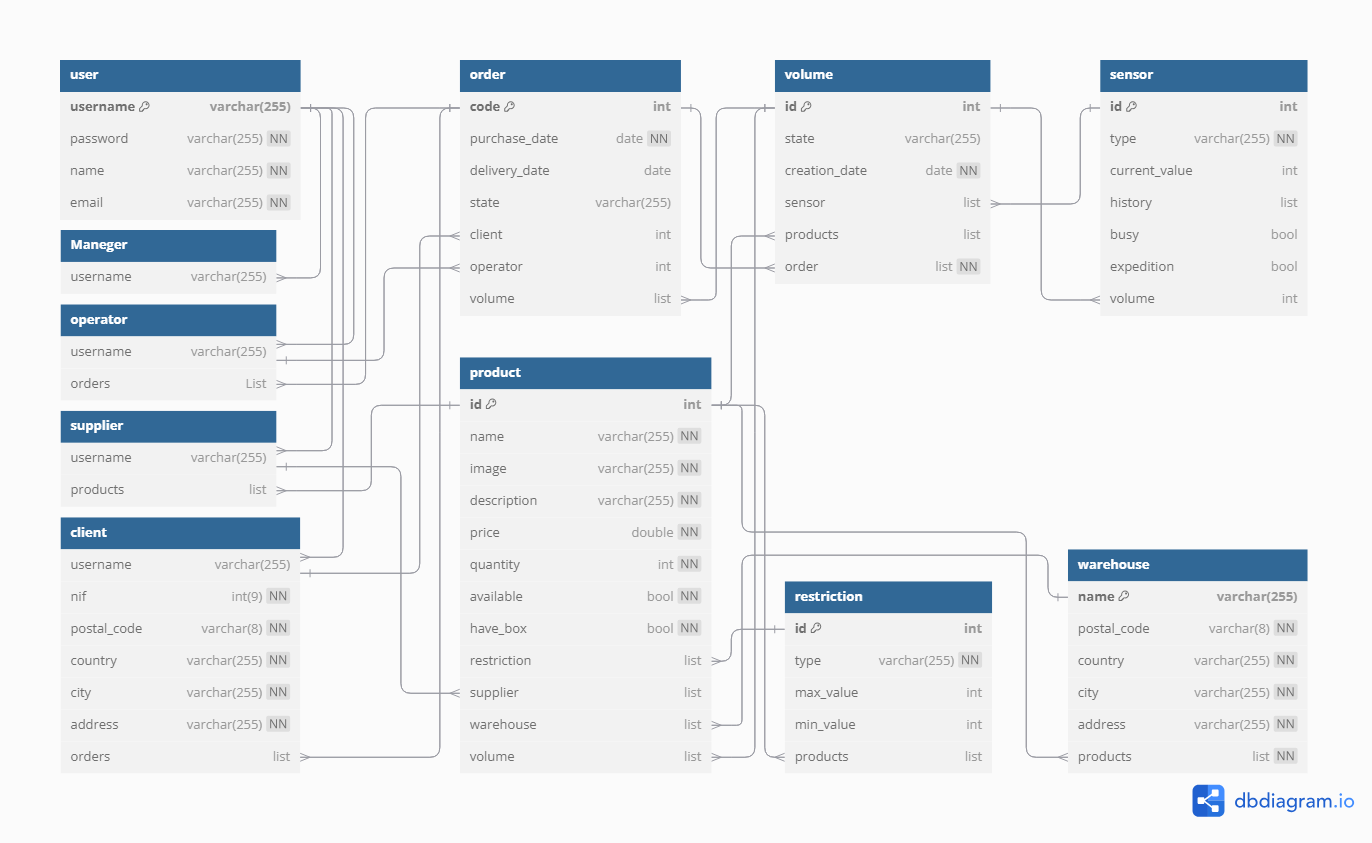 user
username varchar(255)
password varchar(255) NN
name varchar(255) NN
email varchar(255) NN
Maneger
username varchar(255)
operator
username varchar(255)
orders List
supplier
username varchar(255)
products list
client
username varchar(255)
nif int(9) NN
postal_code varchar(8) NN
country varchar(255) NN
city varchar(255) NN
address varchar(255) NN
orders list
order
code int
purchase_date date NN
delivery_date date
state varchar(255)
client int
operator int
volume list
product
id int
name varchar(255) NN
image varchar(255) NN
description varchar(255) NN
price double NN
quantity int NN
available bool NN
have_box bool NN
restriction list
supplier list
warehouse list
volume list
volume
id int
state varchar(255)
creation_date date NN
sensor list
products list
order list NN
restriction
id int
type varchar(255) NN
max_value int
min_value int
products list
sensor
id int
type varchar(255) NN
current_value int
history list
busy bool
expedition bool
volume int
warehouse
name varchar(255)
postal_code varchar(8) NN
country varchar(255) NN
city varchar(255) NN
address varchar(255) NN
products list NN
dbdiagram.io